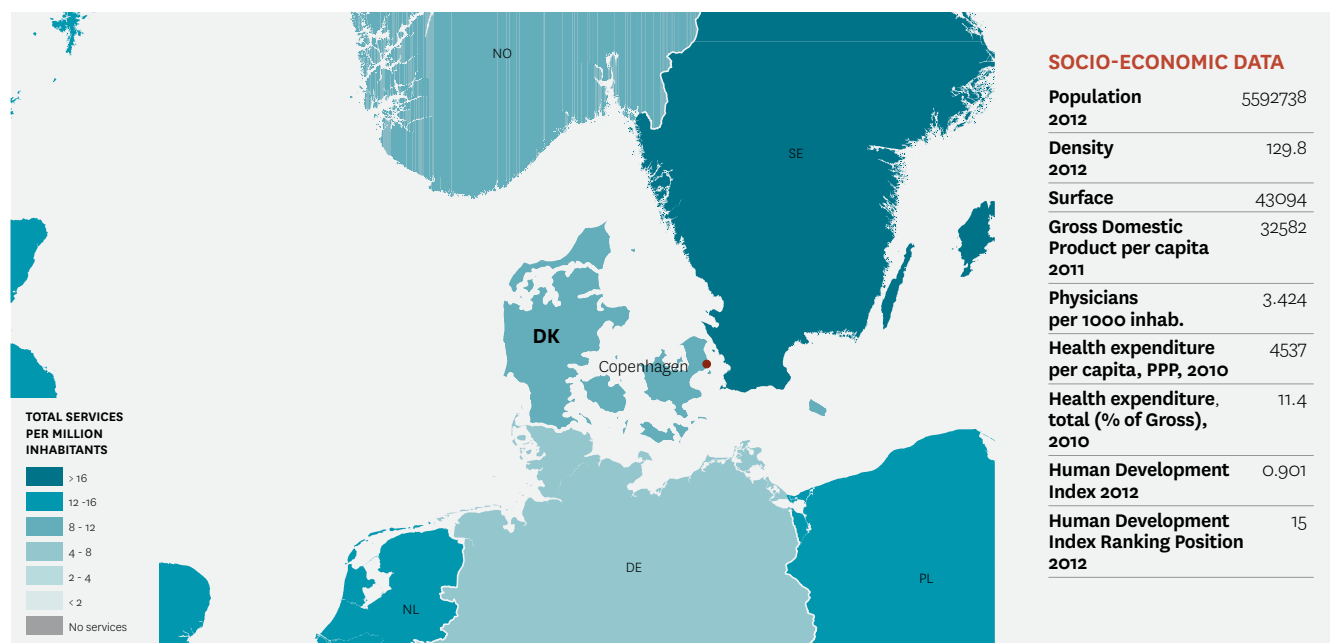 NO
SE
DK
Copenhagen
DE
PL
NL
TOTAL SERVICES
PER MILLION
INHABITANTS
> 16
12 -16
8 - 12
4 - 8
2 - 4
< 2
No services
SOCIO-ECONOMIC DATA
Population 5592738
2012
Density 129.8
2012
Surface 43094
Gross Domestic 32582
Product per capita
2011
Physicians 3.424
per 1000 inhab.
Health expenditure 4537
per capita, PPP, 2010
Health expenditure, 11.4
total (% of Gross),
2010
Human Development 0.901
Index 2012
Human Development 15
Index Ranking Position
2012